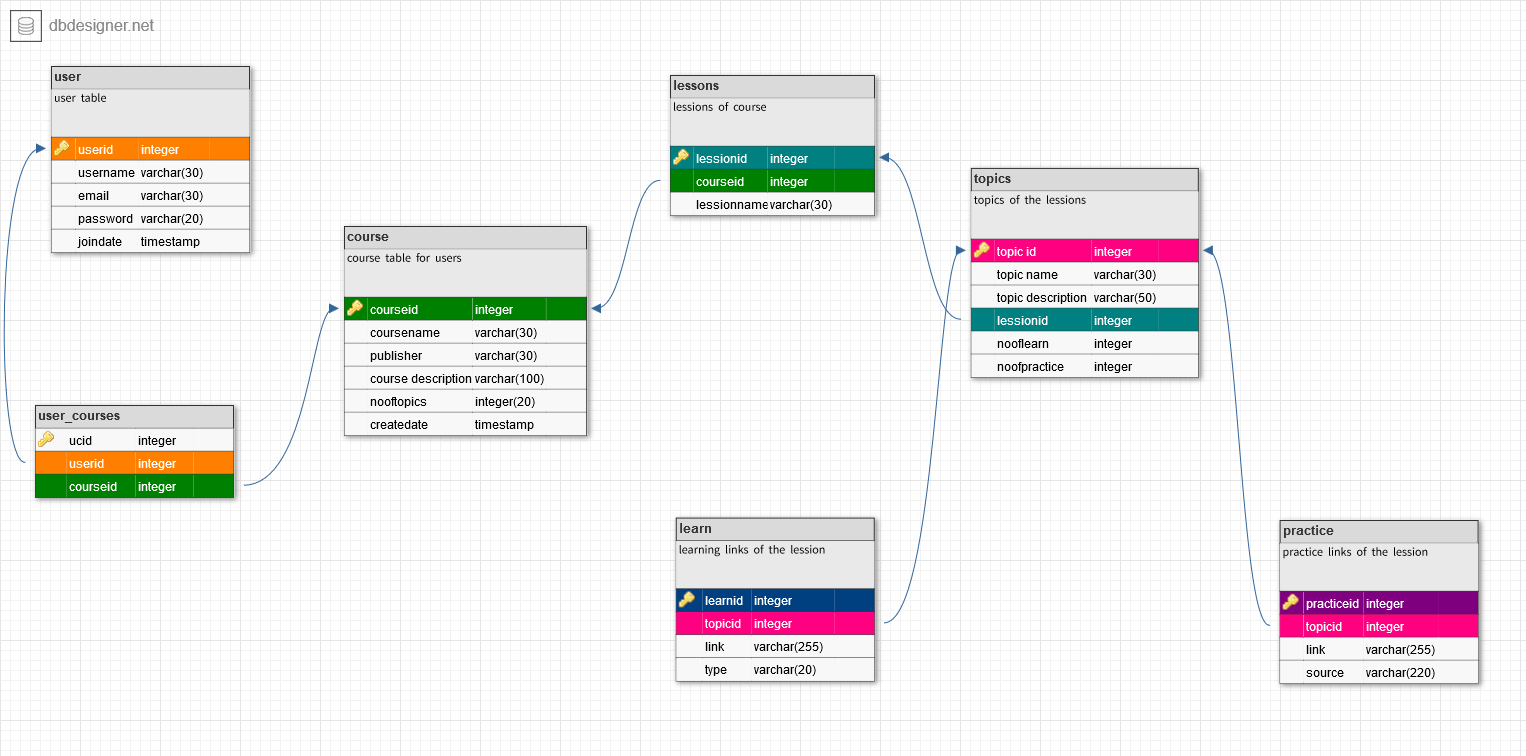 dbdesigner.net
user
user table
userid integer
username varchar(30)
email varchar(30)
password varchar(20)
joindate timestamp
user_courses
ucid integer
userid integer
courseid integer
course
course table for users
courseid integer
coursename varchar(30)
publisher varchar(30)
course description varchar(100)
nooftopics integer(20)
createdate timestamp
lessons
lessions of course
lessionid integer
courseid integer
lessionname varchar(30)
topics
topics of the lessions
topic id integer
topic name varchar(30)
topic description varchar(50)
lessionid integer
nooflearn integer
noofpractice integer
learn
learning links of the lession
learnid integer
topicid integer
link varchar(255)
type varchar(20)
practice
practice links of the lession
practiceid integer
topicid integer
link varchar(255)
source varchar(220)